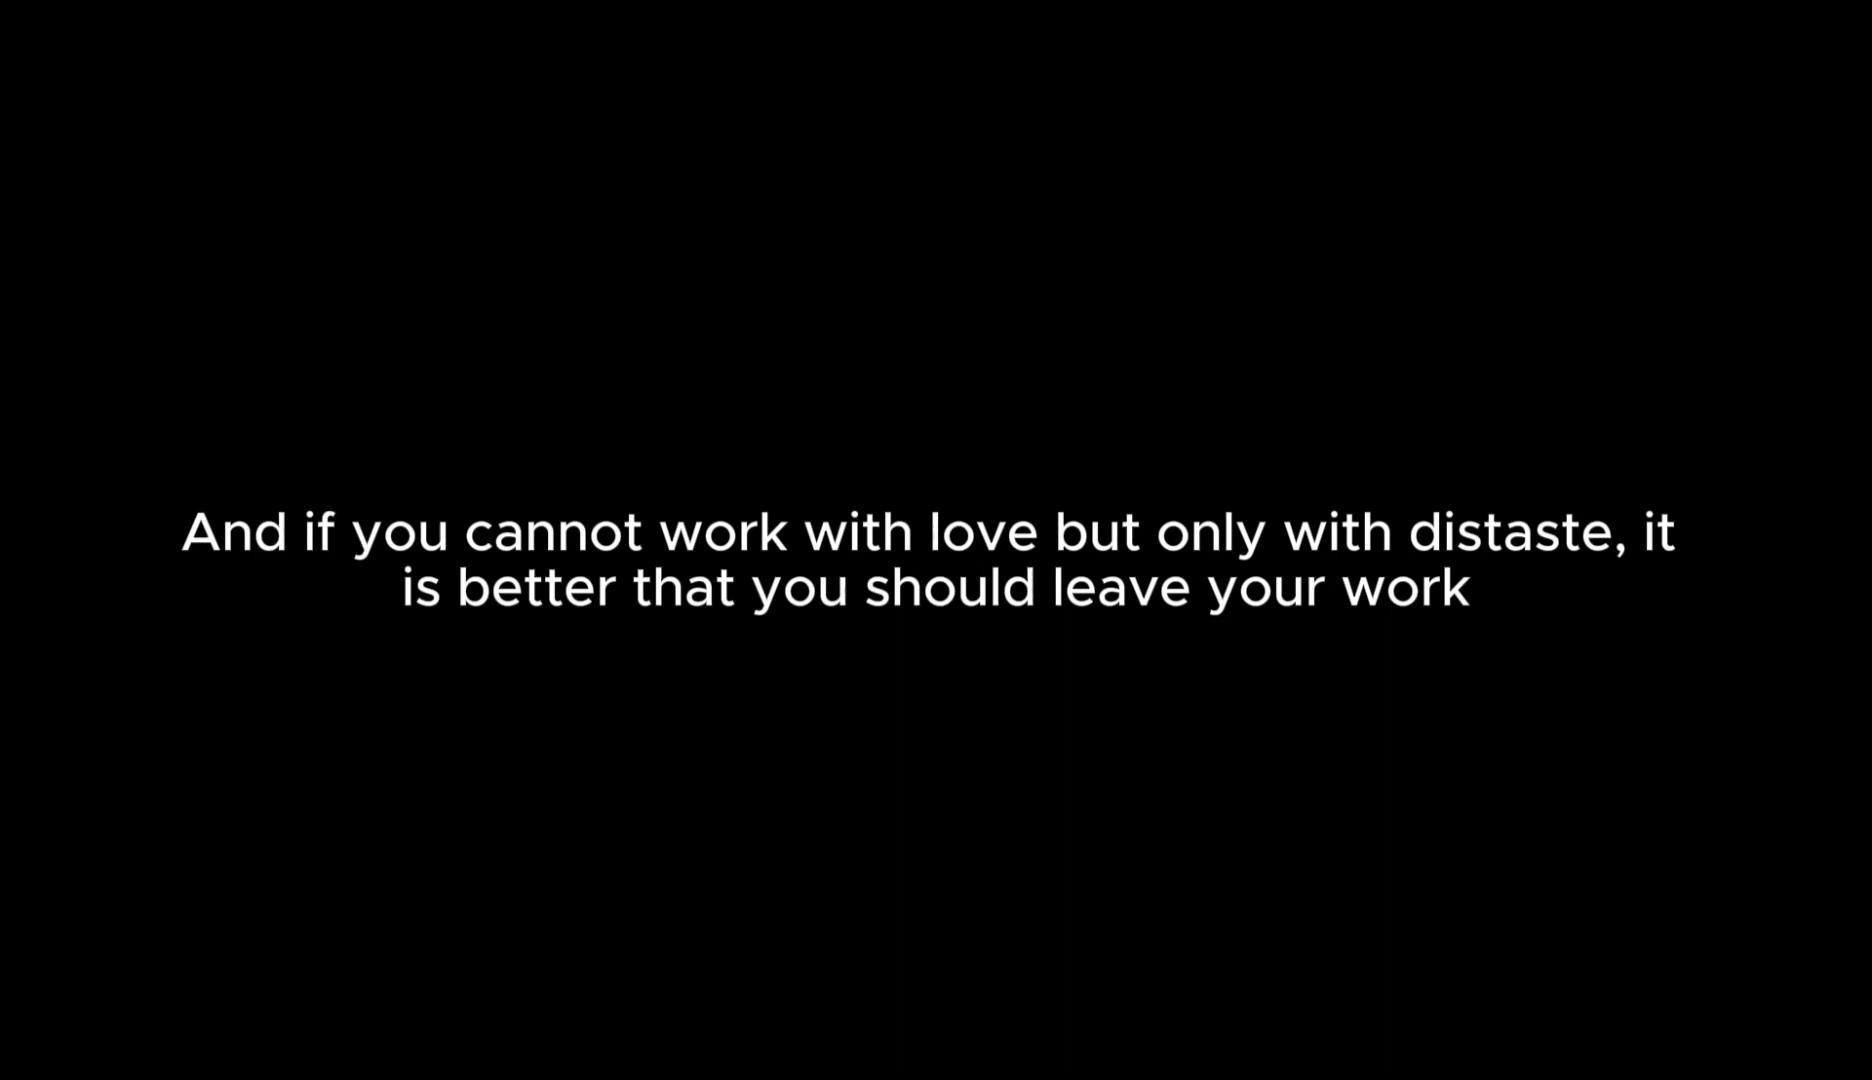 And if you cannot work with love but only with distaste, it
is better that you should leave your work